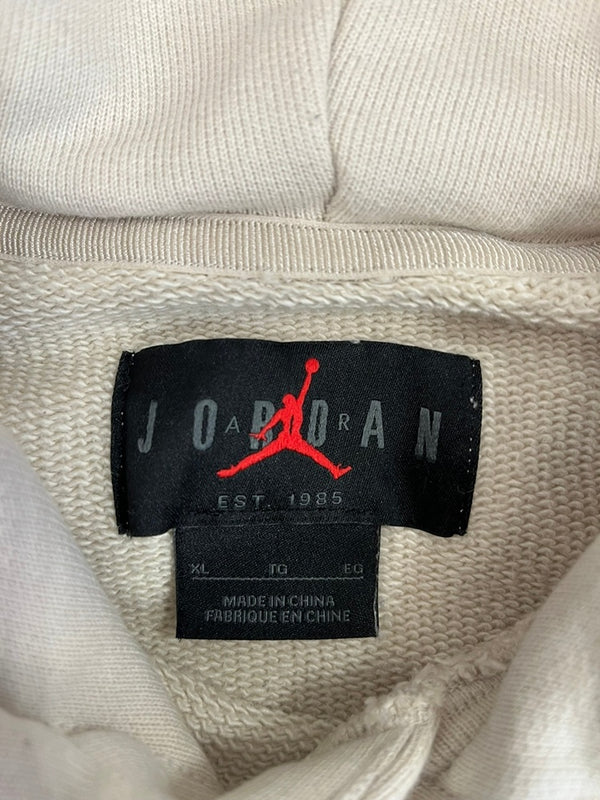 JORDAN
AIR
EST. 1985
XL TG EG
MADE IN CHINA
FABRIQUE EN CHINE